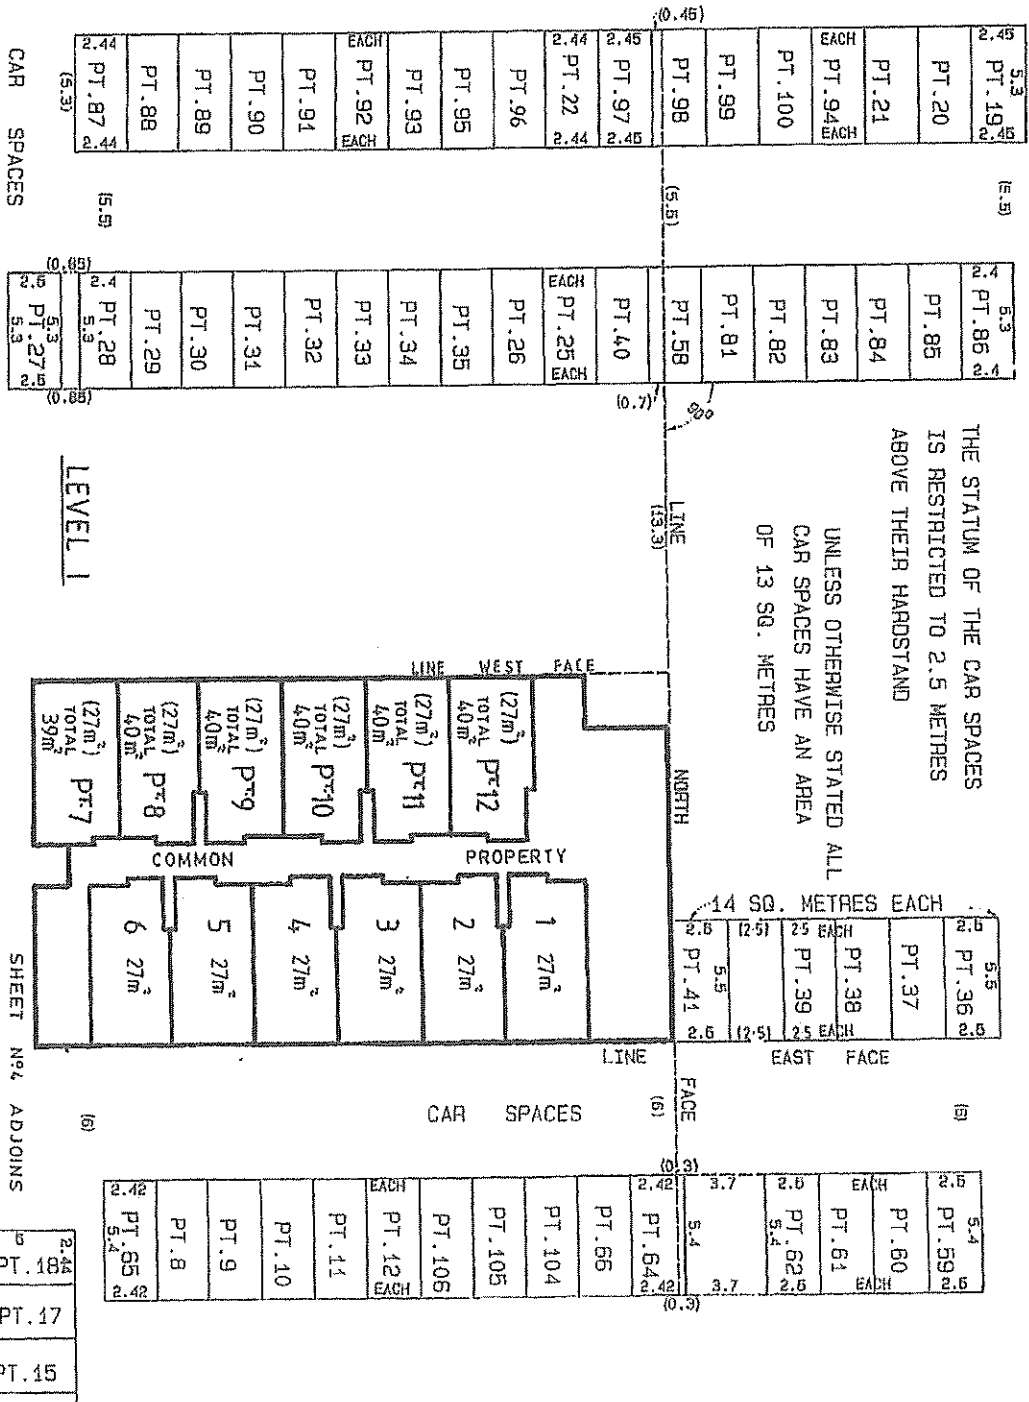 (0.45)
2.44 EACH 2.44 2.45 EACH 2.45
PT.87 PT.88 PT.89 PT.90 PT.91 PT.92 PT.93 PT.95 PT.96 PT.22 PT.97 PT.98 PT.99 PT.100 PT.94 PT.21 PT.20 PT.19
5.3
(5.3)
2.44 EACH 2.44 2.45 EACH 2.45
CAR SPACES
(5.5) (5.5) (5.5)
(0.85)
2.5 2.4 EACH 2.4
PT.27 PT.28 PT.29 PT.30 PT.31 PT.32 PT.33 PT.34 PT.35 PT.26 PT.25 PT.40 PT.58 PT.81 PT.82 PT.83 PT.84 PT.85 PT.86
5.3 5.3 5.3 5.3
2.5 EACH 2.4
(0.85) (0.7) 90°
THE STATUM OF THE CAR SPACES
IS RESTRICTED TO 2.5 METRES
ABOVE THEIR HARDSTAND
UNLESS OTHERWISE STATED ALL
CAR SPACES HAVE AN AREA
OF 13 SQ. METRES
LEVEL 1
LINE
(13.3)
LINE WEST FACE
NORTH
(27m²)
TOTAL
39m²
PT.7
(27m²)
TOTAL
40m²
PT.8
(27m²)
TOTAL
40m²
PT.9
(27m²)
TOTAL
40m²
PT.10
(27m²)
TOTAL
40m²
PT.11
(27m²)
TOTAL
40m²
PT.12
COMMON PROPERTY
6 27m²
5 27m²
4 27m²
3 27m²
2 27m²
1 27m²
14 SQ. METRES EACH
2.6 (2.5) 2.5 EACH 2.6
PT.41 PT.39 PT.38 PT.37 PT.36
5.5 5.5
2.6 (2.5) 2.5 EACH 2.6
LINE EAST FACE
FACE
(6) (6) (6)
CAR SPACES
(0.3)
2.42 EACH 2.42 3.7 2.6 EACH 2.6
PT.65 PT.8 PT.9 PT.10 PT.11 PT.12 PT.106 PT.105 PT.104 PT.66 PT.64 PT.62 PT.61 PT.60 PT.59
5.4 5.4 5.4 5.4
2.42 EACH 2.42 3.7 2.6 EACH 2.6
(0.3)
SHEET Nº4 ADJOINS
2.44
PT.18
PT.17
PT.15